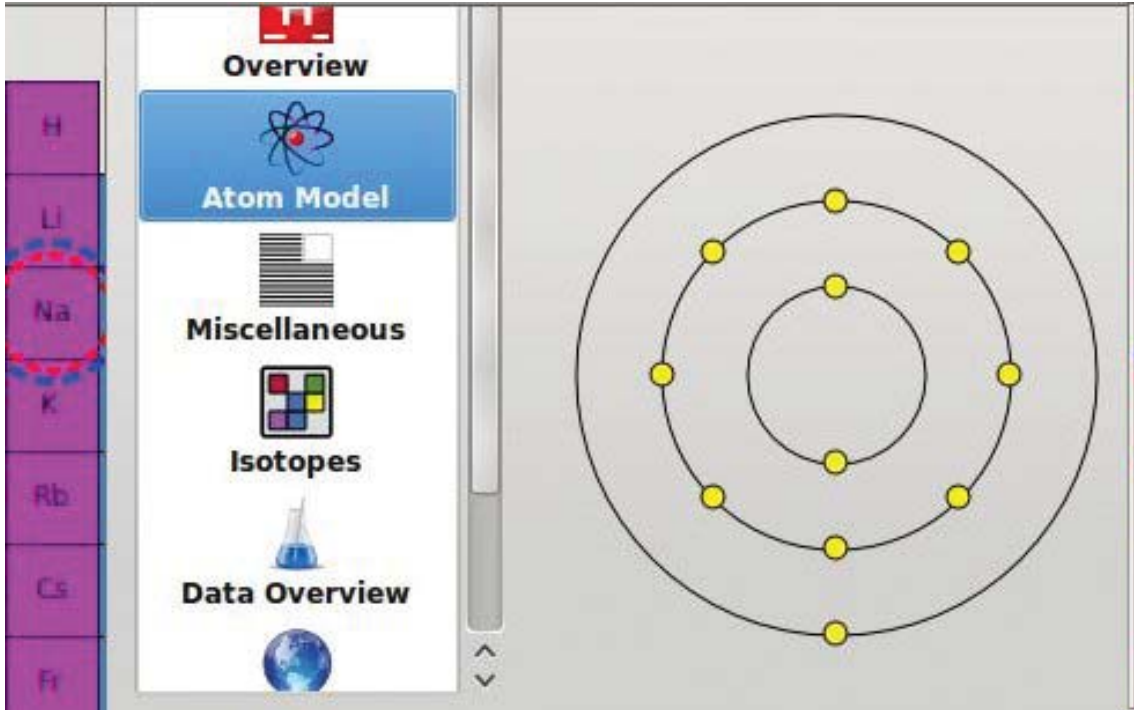 H
Li
Na
K
Rb
Cs
Fr
Overview
Atom Model
Miscellaneous
Isotopes
Data Overview